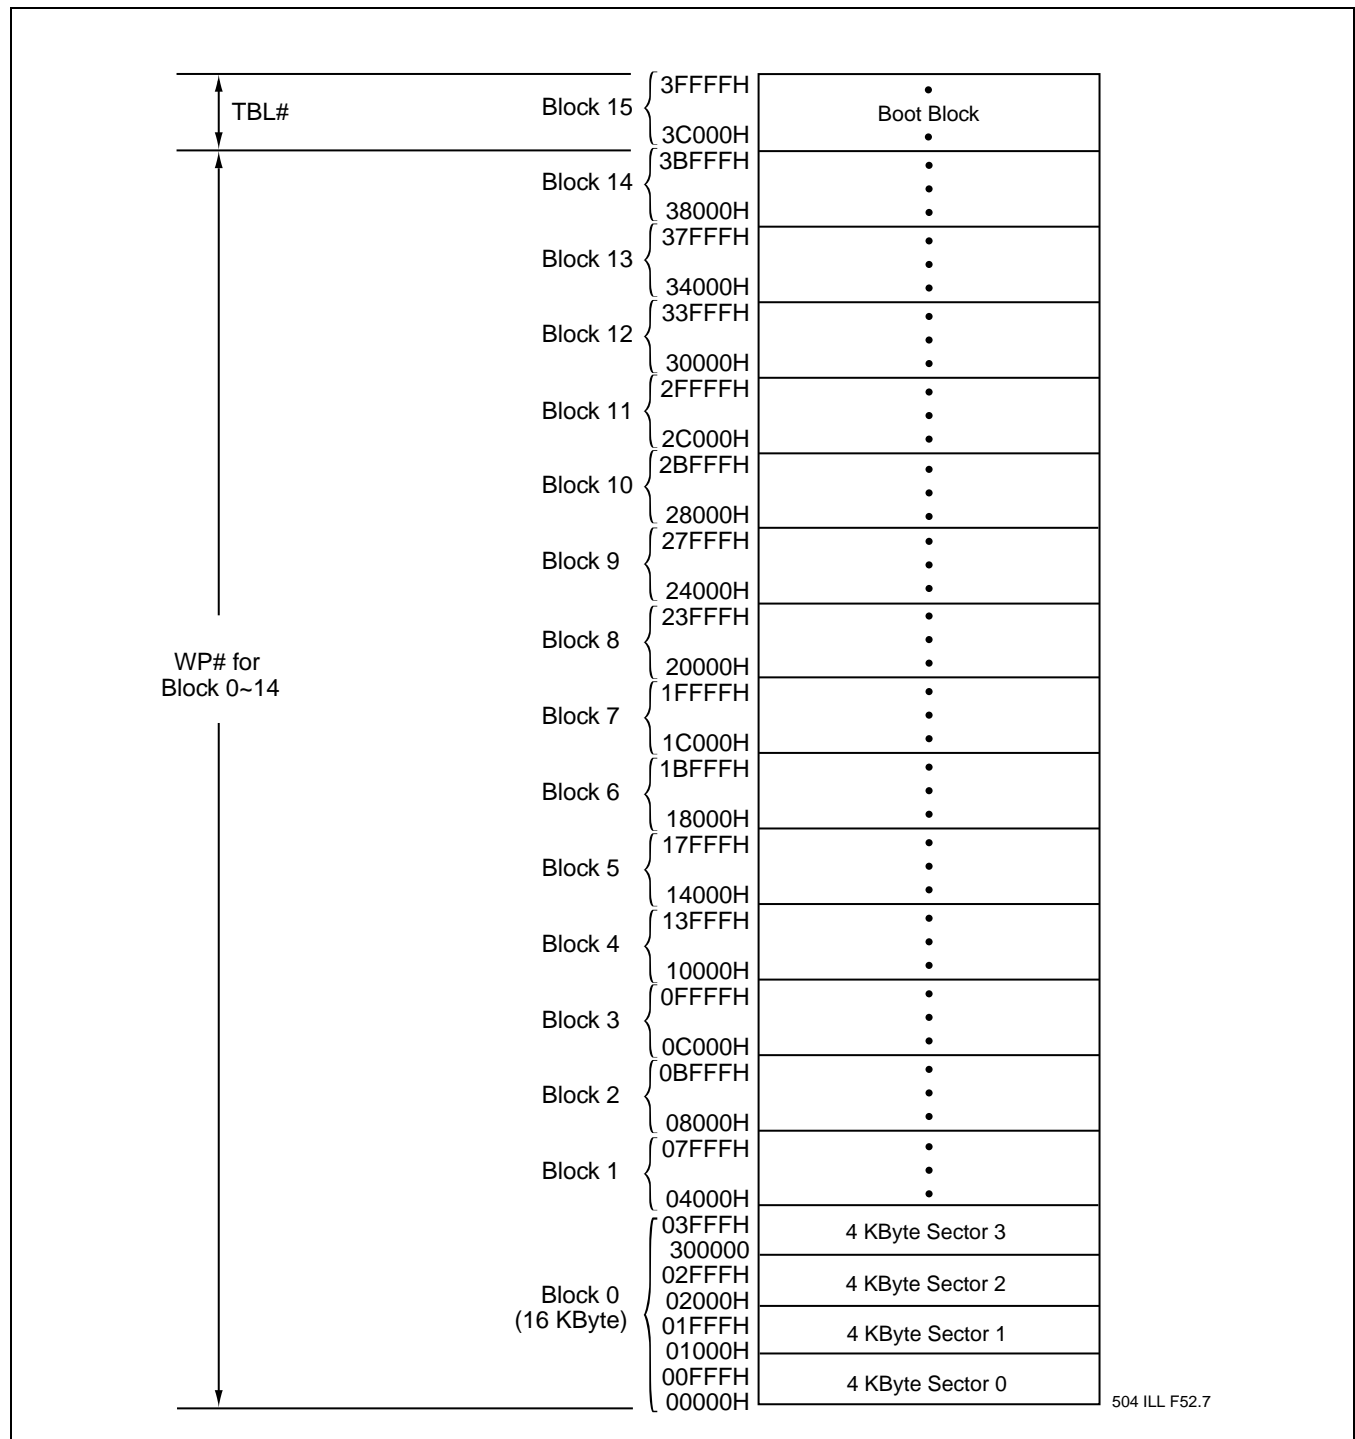 TBL#
Block 15
3FFFFH
3C000H
Boot Block
Block 14
3BFFFH
38000H
Block 13
37FFFH
34000H
Block 12
33FFFH
30000H
Block 11
2FFFFH
2C000H
Block 10
2BFFFH
28000H
Block 9
27FFFH
24000H
WP# for
Block 0~14
Block 8
23FFFH
20000H
Block 7
1FFFFH
1C000H
Block 6
1BFFFH
18000H
Block 5
17FFFH
14000H
Block 4
13FFFH
10000H
Block 3
0FFFFH
0C000H
Block 2
0BFFFH
08000H
Block 1
07FFFH
04000H
Block 0
(16 KByte)
03FFFH
300000
4 KByte Sector 3
02FFFH
02000H
4 KByte Sector 2
01FFFH
01000H
4 KByte Sector 1
00FFFH
00000H
4 KByte Sector 0
504 ILL F52.7